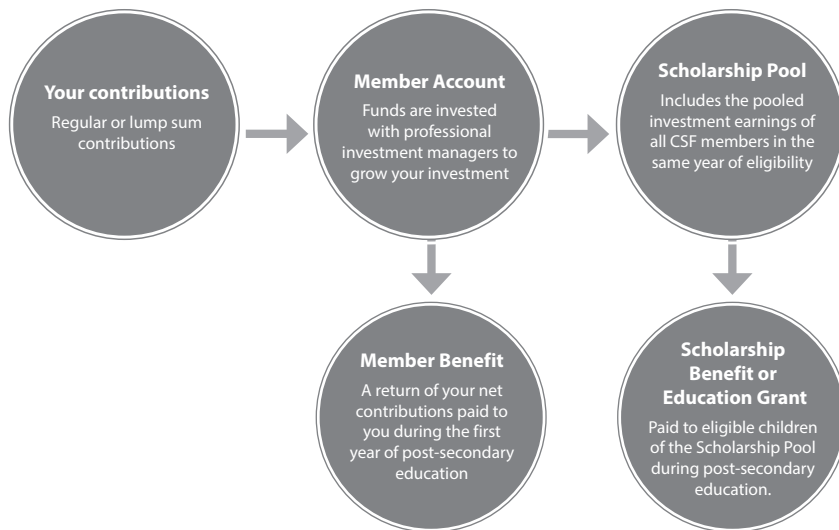 Your contributions
Regular or lump sum
contributions
Member Account
Funds are invested
with professional
investment managers to
grow your investment
Scholarship Pool
Includes the pooled
investment earnings of
all CSF members in the
same year of eligibility
Member Benefit
A return of your net
contributions paid to
you during the first
year of post-secondary
education
Scholarship
Benefit or
Education Grant
Paid to eligible children
of the Scholarship Pool
during post-secondary
education.